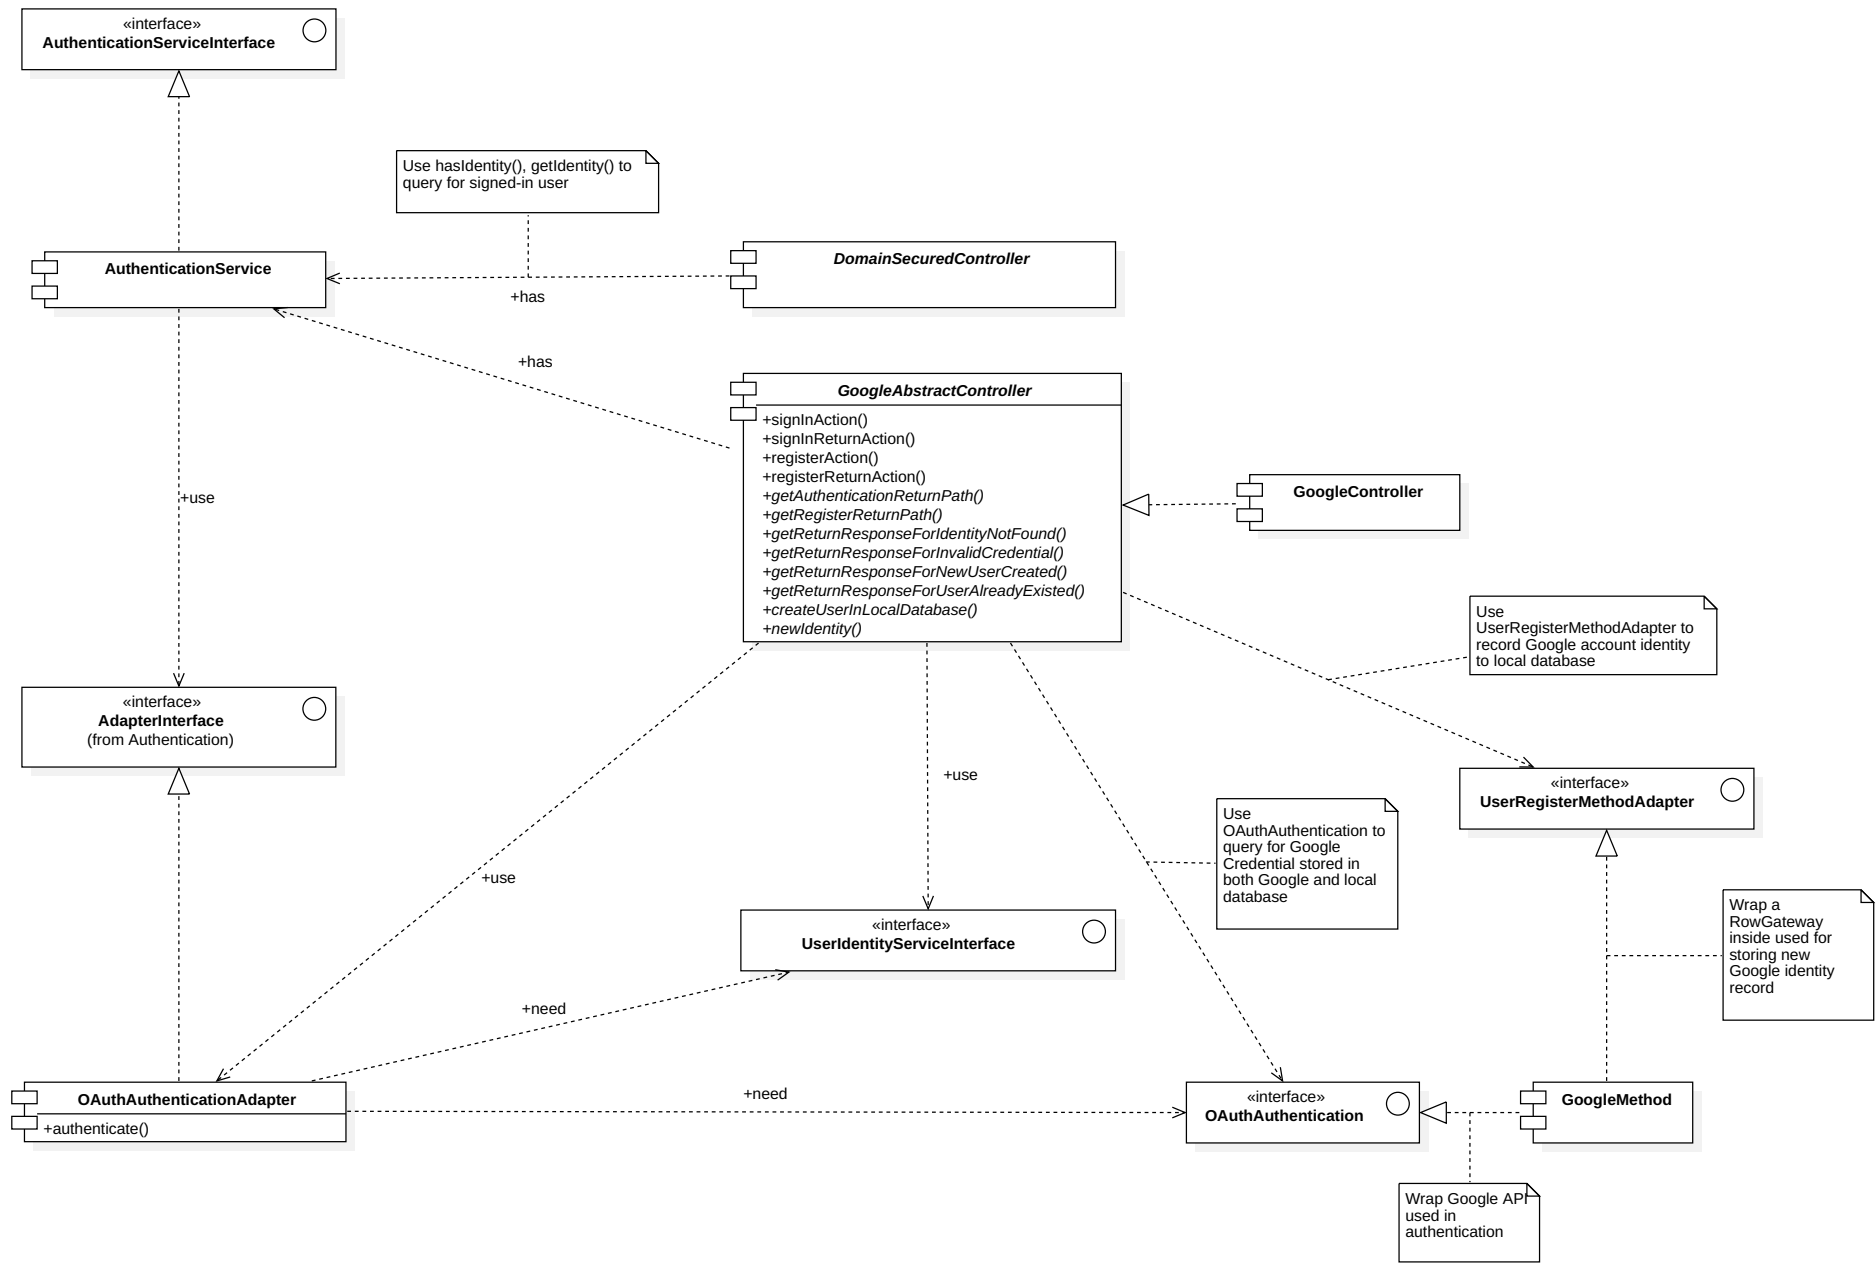 «interface»
AuthenticationServiceInterface
Use hasIdentity(), getIdentity() to
query for signed-in user
AuthenticationService
DomainSecuredController
+has
+has
GoogleAbstractController
+signInAction()
+signInReturnAction()
+registerAction()
+registerReturnAction()
+getAuthenticationReturnPath()
+getRegisterReturnPath()
+getReturnResponseForIdentityNotFound()
+getReturnResponseForInvalidCredential()
+getReturnResponseForNewUserCreated()
+getReturnResponseForUserAlreadyExisted()
+createUserInLocalDatabase()
+newIdentity()
GoogleController
+use
Use
UserRegisterMethodAdapter to
record Google account identity
to local database
«interface»
AdapterInterface
(from Authentication)
+use
«interface»
UserRegisterMethodAdapter
Use
OAuthAuthentication to
query for Google
Credential stored in
both Google and local
database
+use
«interface»
UserIdentityServiceInterface
Wrap a
RowGateway
inside used for
storing new
Google identity
record
+need
OAuthAuthenticationAdapter
+authenticate()
+need
«interface»
OAuthAuthentication
GoogleMethod
Wrap Google API
used in
authentication